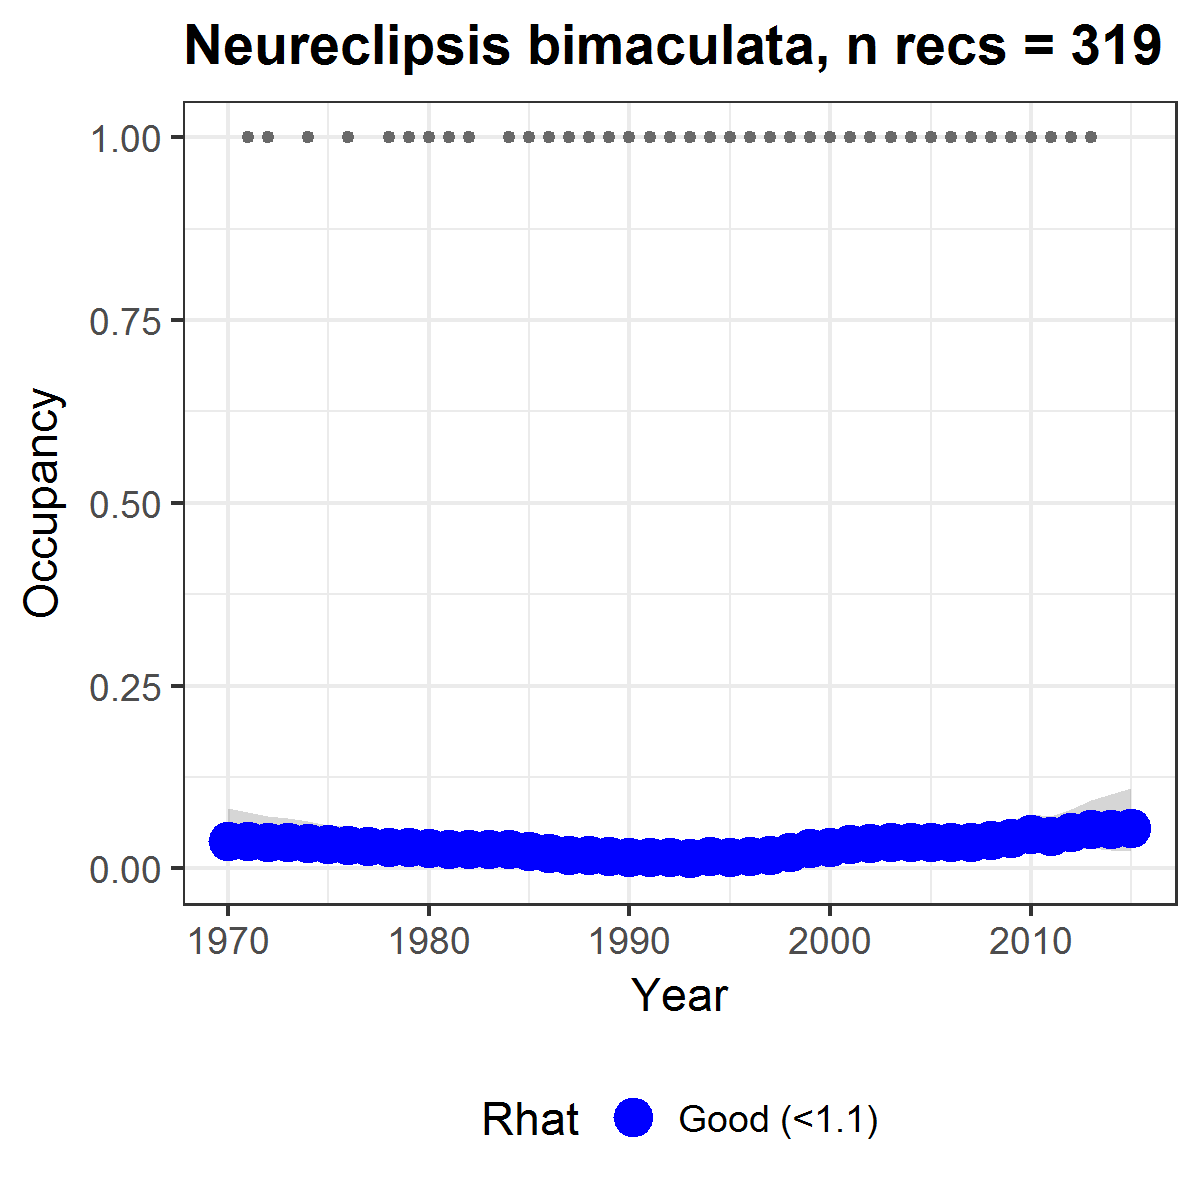 Neureclipsis bimaculata, n recs = 319
1.00
0.75
0.50
0.25
0.00
Occupancy
1970 1980 1990 2000 2010
Year
Rhat Good (<1.1)